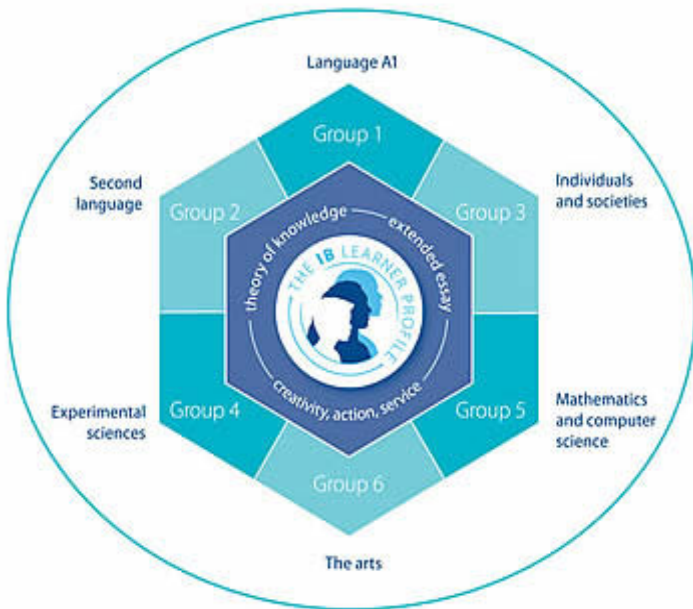 Language A1
Group 1
Second
language
Group 2
Group 3
Individuals
and societies
theory of knowledge
extended essay
THE IB LEARNER PROFILE
creativity, action, service
Experimental
sciences
Group 4
Group 5
Mathematics
and computer
science
Group 6
The arts